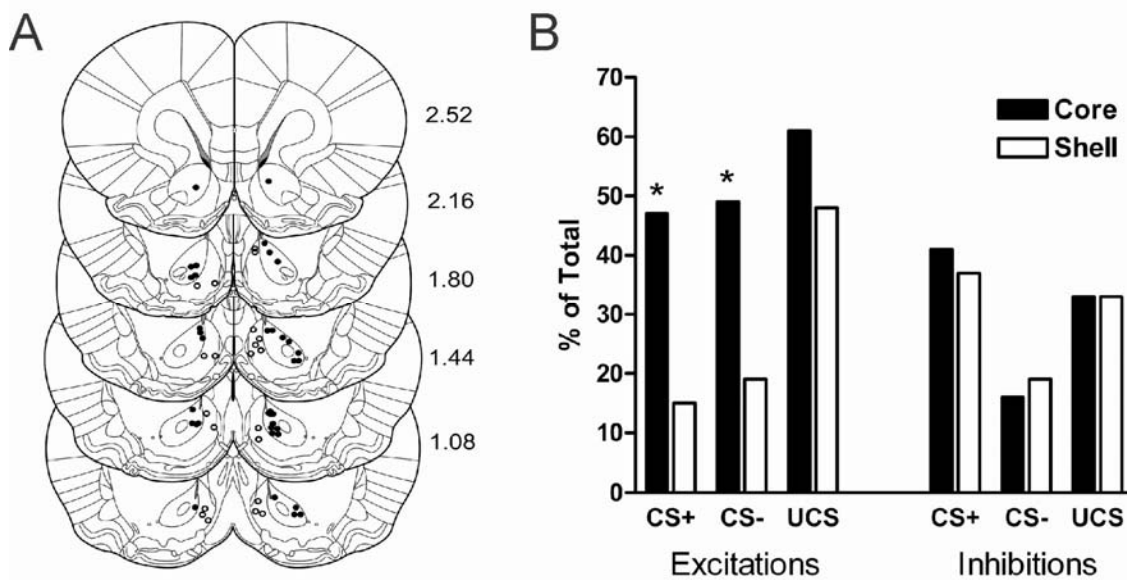 A
2.52
2.16
1.80
1.44
1.08
B
% of Total
70
60
50
40
30
20
10
0
* *
Core
Shell
CS+ CS- UCS CS+ CS- UCS
Excitations Inhibitions